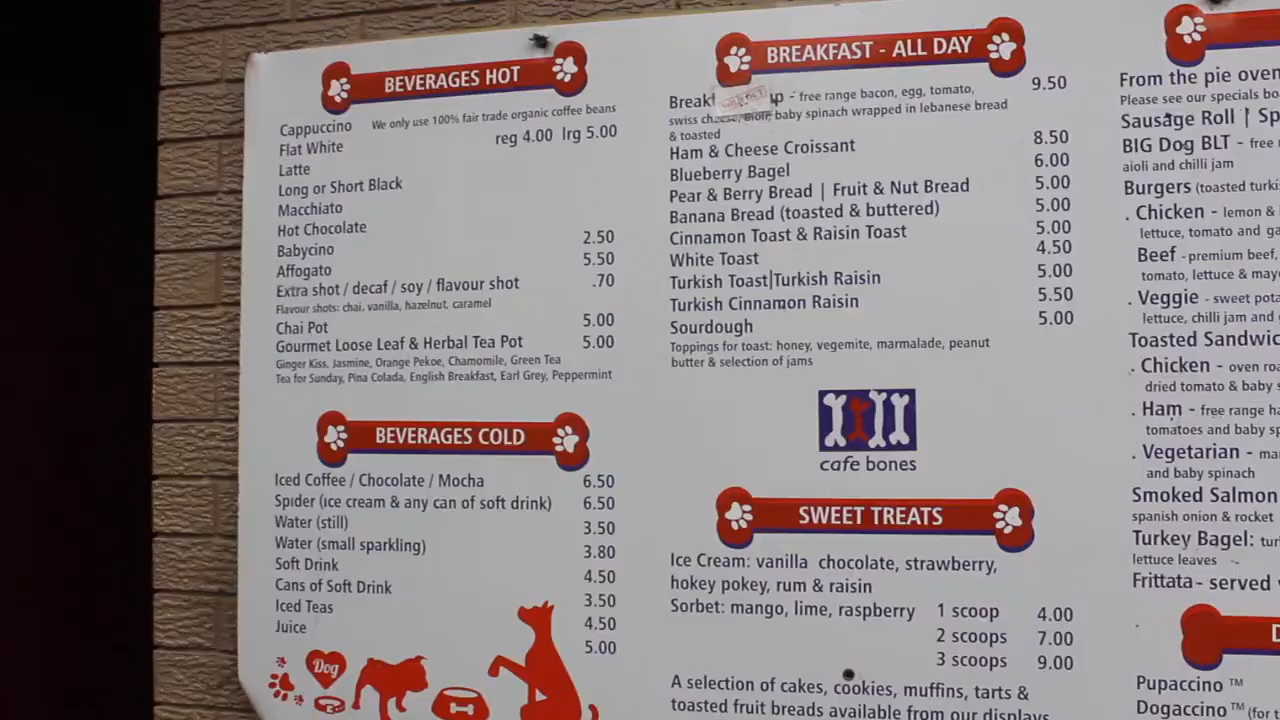 BEVERAGES HOT
We only use 100% fair trade organic coffee beans
Cappuccino
reg 4.00 lrg 5.00
Flat White
Latte
Long or Short Black
Macchiato
Hot Chocolate
Babycino 2.50
Affogato 5.50
Extra shot / decaf / soy / flavour shot .70
Flavour shots: chai, vanilla, hazelnut, caramel
Chai Pot 5.00
Gourmet Loose Leaf & Herbal Tea Pot 5.00
Ginger Kiss, Jasmine, Orange Pekoe, Chamomile, Green Tea
Tea for Sunday, Pina Colada, English Breakfast, Earl Grey, Peppermint
BEVERAGES COLD
Iced Coffee / Chocolate / Mocha 6.50
Spider (ice cream & any can of soft drink) 6.50
Water (still) 3.50
Water (small sparkling) 3.80
Soft Drink 4.50
Cans of Soft Drink 3.50
Iced Teas 4.50
Juice 5.00
Dog
BREAKFAST - ALL DAY
- free range bacon, egg, tomato, 9.50
swiss cheese, aioli, baby spinach wrapped in lebanese bread
& toasted
SOLD OUT
Ham & Cheese Croissant 8.50
Blueberry Bagel 6.00
Pear & Berry Bread | Fruit & Nut Bread 5.00
Banana Bread (toasted & buttered) 5.00
Cinnamon Toast & Raisin Toast 5.00
White Toast 4.50
Turkish Toast|Turkish Raisin 5.00
Turkish Cinnamon Raisin 5.50
Sourdough 5.00
Toppings for toast: honey, vegemite, marmalade, peanut
butter & selection of jams
cafe bones
SWEET TREATS
Ice Cream: vanilla chocolate, strawberry,
hokey pokey, rum & raisin
Sorbet: mango, lime, raspberry 1 scoop 4.00
2 scoops 7.00
3 scoops 9.00
A selection of cakes, cookies, muffins, tarts &
toasted fruit breads available from our displays
From the pie oven
Please see our specials
Sausage Roll |
BIG Dog BLT - free
aioli and chilli jam
Burgers (toasted
. Chicken - lemon &
lettuce, tomato and
Beef - premium beef,
tomato, lettuce &
. Veggie - sweet
lettuce, chilli jam and
Toasted
. Chicken - oven
dried tomato & baby
. Ham - free range
tomatoes and baby
. Vegetarian -
and baby spinach
Smoked Salmon
spanish onion & rocket
Turkey Bagel:
lettuce leaves
Frittata - served
Pupaccino ™
Dogaccino ™ (for